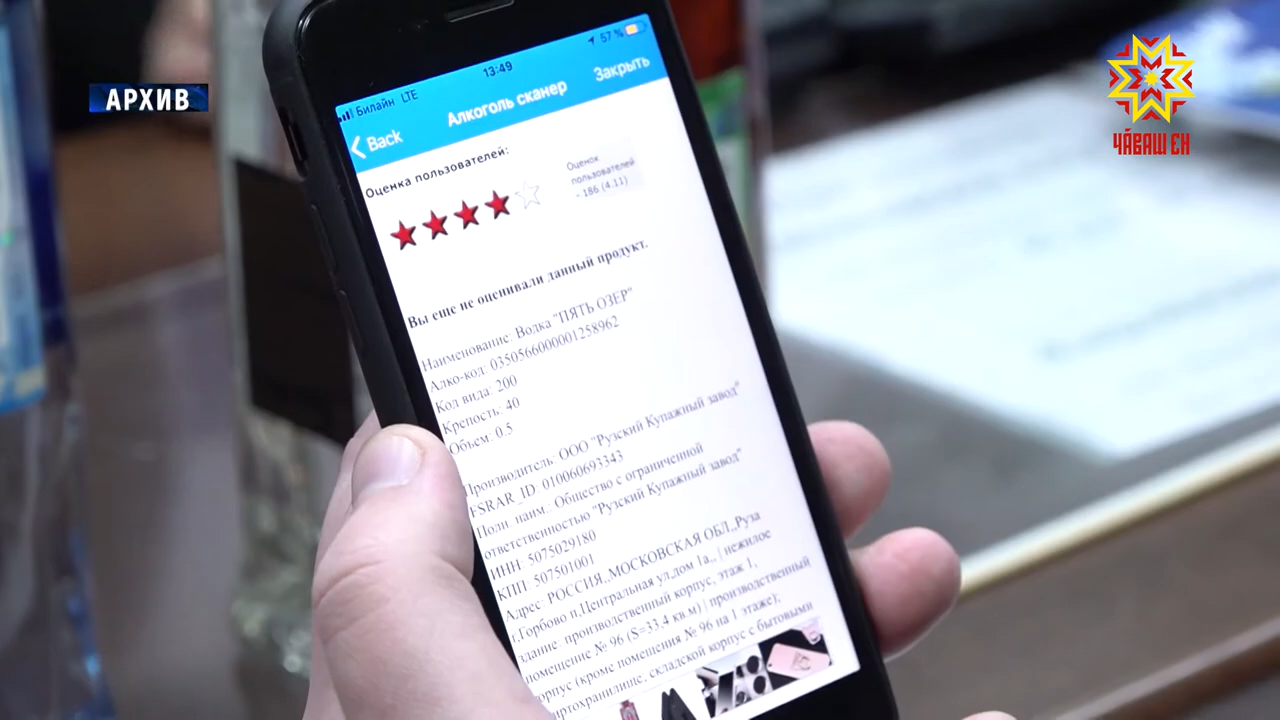 АРХИВ
ЧӐВАШ ЕН
Билайн LTE
13:49
57 %
Back
Алкоголь сканер
Закрыть
Оценка пользователей:
Оценок
пользователей
- 186 (4.11)
Вы еще не оценивали данный продукт.
Наименование: Водка "ПЯТЬ ОЗЕР"
Алко-код: 0350566000001258962
Код вида: 200
Крепость: 40
Объем: 0.5
Производитель: ООО "Рузский Купажный завод"
FSRAR_ID: 010060693343
Полн. наим.: Общество с ограниченной
ответственностью "Рузский Купажный завод"
ИНН: 5075029180
КПП: 507501001
Адрес: РОССИЯ,,МОСКОВСКАЯ ОБЛ,,Руза
г,Горбово п,Центральная ул,дом 1а,, | нежилое
здание производственный корпус, этаж 1,
помещение № 96 (S=33.4 кв.м) | производственный
корпус (кроме помещения № 96 на 1 этаже);
спиртохранилище, складской корпус с бытовыми